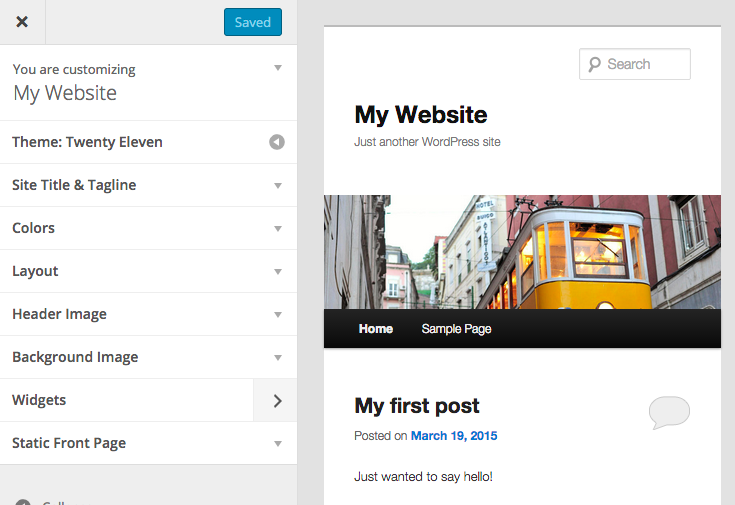 Saved
You are customizing
My Website
Theme: Twenty Eleven
Site Title & Tagline
Colors
Layout
Header Image
Background Image
Widgets
Static Front Page
Search
My Website
Just another WordPress site
HOTEL
Home
Sample Page
My first post
Posted on March 19, 2015
Just wanted to say hello!